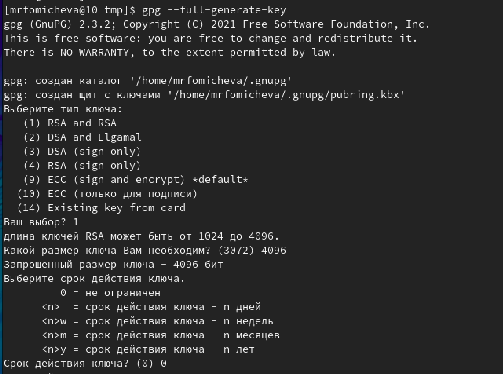 [mrfomicheva@10 tmp]$ gpg --full-generate-key
gpg (GnuPG) 2.3.2; Copyright (C) 2021 Free Software Foundation, Inc.
This is free software: you are free to change and redistribute it.
There is NO WARRANTY, to the extent permitted by law.

gpg: создан каталог '/home/mrfomicheva/.gnupg'
gpg: создан щит с ключами '/home/mrfomicheva/.gnupg/pubring.kbx'
Выберите тип ключа:
   (1) RSA and RSA
   (2) DSA and Elgamal
   (3) DSA (sign only)
   (4) RSA (sign only)
   (9) ECC (sign and encrypt) *default*
  (10) ECC (только для подписи)
  (14) Existing key from card
Ваш выбор? 1
длина ключей RSA может быть от 1024 до 4096.
Какой размер ключа Вам необходим? (3072) 4096
Запрошенный размер ключа - 4096 бит
Выберите срок действия ключа.
         0 = не ограничен
      <n>  = срок действия ключа - n дней
      <n>w = срок действия ключа - n недель
      <n>m = срок действия ключа - n месяцев
      <n>y = срок действия ключа - n лет
Срок действия ключа? (0) 0